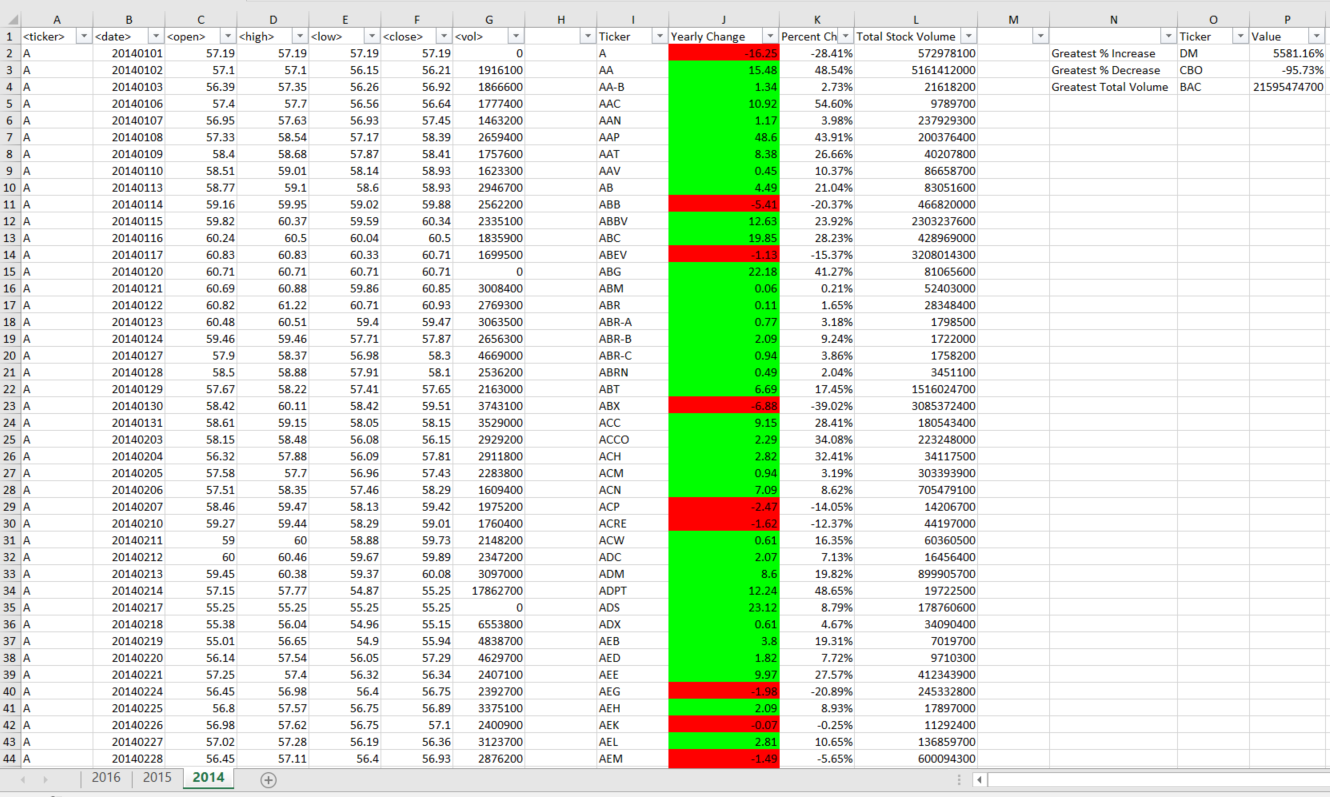 A B C D E F G H I J K L M N O P
1 <ticker> <date> <open> <high> <low> <close> <vol> Ticker Yearly Change Percent Ch Total Stock Volume Ticker Value
2 A 20140101 57.19 57.19 57.19 57.19 0 A -16.25 -28.41% 572978100 Greatest % Increase DM 5581.16%
3 A 20140102 57.1 57.1 56.15 56.21 1916100 AA 15.48 48.54% 5161412000 Greatest % Decrease CBO -95.73%
4 A 20140103 56.39 57.35 56.26 56.92 1866600 AA-B 1.34 2.73% 21618200 Greatest Total Volume BAC 21595474700
5 A 20140106 57.4 57.7 56.56 56.64 1777400 AAC 10.92 54.60% 9789700
6 A 20140107 56.95 57.63 56.93 57.45 1463200 AAN 1.17 3.98% 237929300
7 A 20140108 57.33 58.54 57.17 58.39 2659400 AAP 48.6 43.91% 200376400
8 A 20140109 58.4 58.68 57.87 58.41 1757600 AAT 8.38 26.66% 40207800
9 A 20140110 58.51 59.01 58.14 58.93 1623300 AAV 0.45 10.37% 86658700
10 A 20140113 58.77 59.1 58.6 58.93 2946700 AB 4.49 21.04% 83051600
11 A 20140114 59.16 59.95 59.02 59.88 2562200 ABB -5.41 -20.37% 466820000
12 A 20140115 59.82 60.37 59.59 60.34 2335100 ABBV 12.63 23.92% 2303237600
13 A 20140116 60.24 60.5 60.04 60.5 1835900 ABC 19.85 28.23% 428969000
14 A 20140117 60.83 60.83 60.33 60.71 1699500 ABEV -1.13 -15.37% 3208014300
15 A 20140120 60.71 60.71 60.71 60.71 0 ABG 22.18 41.27% 81065600
16 A 20140121 60.69 60.88 59.86 60.85 3008400 ABM 0.06 0.21% 52403000
17 A 20140122 60.82 61.22 60.71 60.93 2769300 ABR 0.11 1.65% 28348400
18 A 20140123 60.48 60.51 59.4 59.47 3063500 ABR-A 0.77 3.18% 1798500
19 A 20140124 59.46 59.46 57.71 57.87 2656300 ABR-B 2.09 9.24% 1722000
20 A 20140127 57.9 58.37 56.98 58.3 4669000 ABR-C 0.94 3.86% 1758200
21 A 20140128 58.5 58.88 57.91 58.1 2536200 ABRN 0.49 2.04% 3451100
22 A 20140129 57.67 58.22 57.41 57.65 2163000 ABT 6.69 17.45% 1516024700
23 A 20140130 58.42 60.11 58.42 59.51 3743100 ABX -6.88 -39.02% 3085372400
24 A 20140131 58.61 59.15 58.05 58.15 3529000 ACC 9.15 28.41% 180543400
25 A 20140203 58.15 58.48 56.08 56.15 2929200 ACCO 2.29 34.08% 223248000
26 A 20140204 56.32 57.88 56.09 57.81 2911800 ACH 2.82 32.41% 34117500
27 A 20140205 57.58 57.7 56.96 57.43 2283800 ACM 0.94 3.19% 303393900
28 A 20140206 57.51 58.35 57.46 58.29 1609400 ACN 7.09 8.62% 705479100
29 A 20140207 58.46 59.47 58.13 59.42 1975200 ACP -2.47 -14.05% 14206700
30 A 20140210 59.27 59.44 58.29 59.01 1760400 ACRE -1.62 -12.37% 44197000
31 A 20140211 59 60 58.88 59.73 2148200 ACW 0.61 16.35% 60360500
32 A 20140212 60 60.46 59.67 59.89 2347200 ADC 2.07 7.13% 16456400
33 A 20140213 59.45 60.38 59.37 60.08 3097000 ADM 8.6 19.82% 899905700
34 A 20140214 57.15 57.77 54.87 55.25 17862700 ADPT 12.24 48.65% 19722500
35 A 20140217 55.25 55.25 55.25 55.25 0 ADS 23.12 8.79% 178760600
36 A 20140218 55.38 56.04 54.96 55.15 6553800 ADX 0.61 4.67% 34090400
37 A 20140219 55.01 56.65 54.9 55.94 4838700 AEB 3.8 19.31% 7019700
38 A 20140220 56.14 57.54 56.05 57.29 4629700 AED 1.82 7.72% 9710300
39 A 20140221 57.25 57.4 56.32 56.34 2407100 AEE 9.97 27.57% 412343900
40 A 20140224 56.45 56.98 56.4 56.75 2392700 AEG -1.98 -20.89% 245332800
41 A 20140225 56.8 57.57 56.75 56.89 3375100 AEH 2.09 8.93% 17897000
42 A 20140226 56.98 57.62 56.75 57.1 2400900 AEK -0.07 -0.25% 11292400
43 A 20140227 57.02 57.28 56.19 56.36 3123700 AEL 2.81 10.65% 136859700
44 A 20140228 56.45 57.11 56.4 56.93 2876200 AEM -1.49 -5.65% 600094300
2016 2015 2014